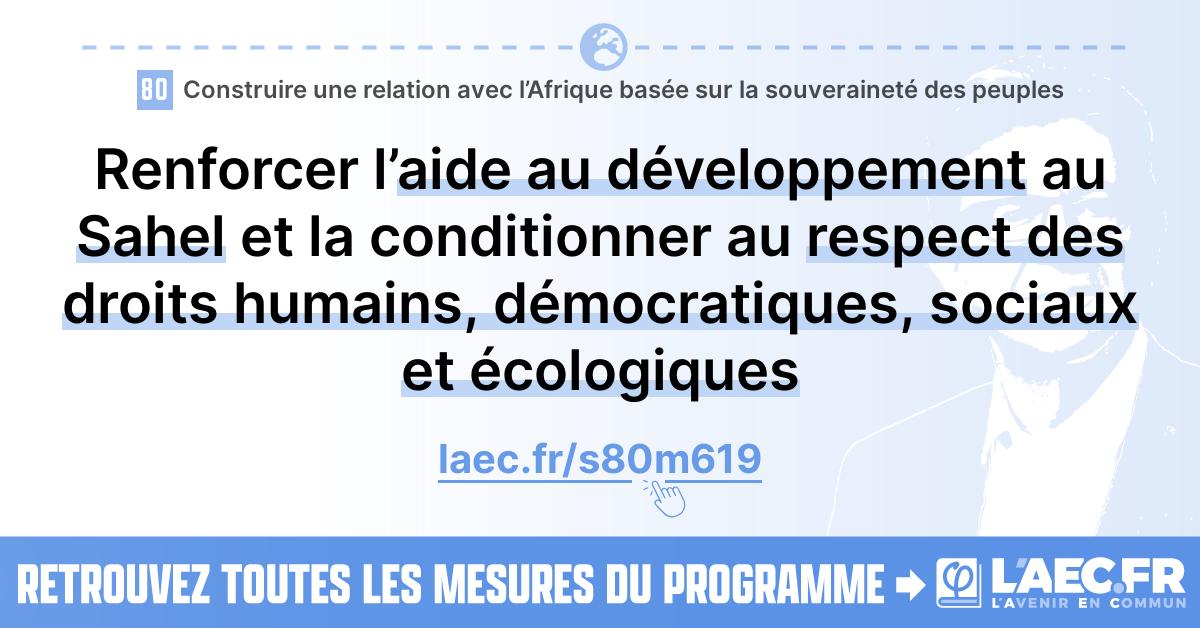 80 Construire une relation avec l’Afrique basée sur la souveraineté des peuples
Renforcer l’aide au développement au
Sahel et la conditionner au respect des
droits humains, démocratiques, sociaux
et écologiques
laec.fr/s80m619
RETROUVEZ TOUTES LES MESURES DU PROGRAMME
L'AEC.FR
L'AVENIR EN COMMUN